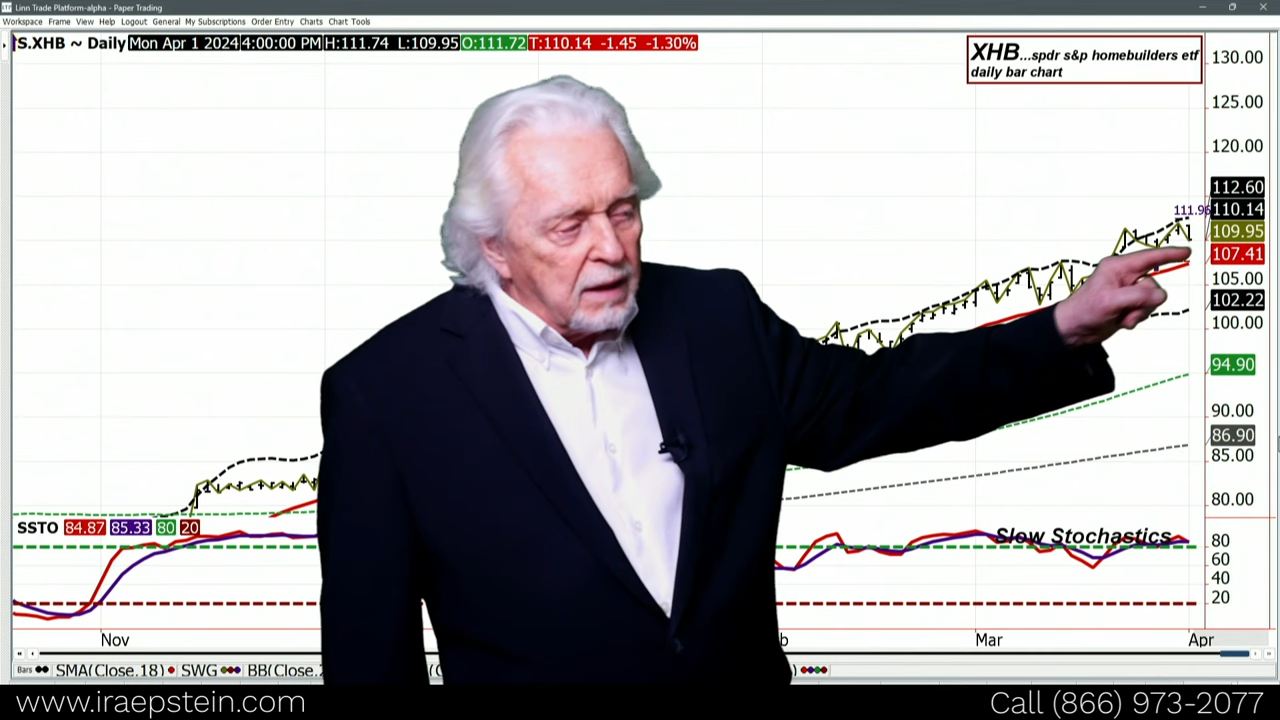 Linn Trade Platform-alpha - Paper Trading
Workspace Frame View Help Logout General My Subscriptions Order Entry Charts Chart Tools
S.XHB ~ Daily Mon Apr 1 2024 4:00:00 PM H:111.74 L:109.95 O:111.72 T:110.14 -1.45 -1.30%
XHB...spdr s&p homebuilders etf
daily bar chart
130.00
125.00
120.00
112.60
111.96
110.14
109.95
107.41
105.00
102.22
100.00
94.90
90.00
86.90
85.00
80.00
SSTO 84.87 85.33 80 20
Slow Stochastics
80
60
40
20
Nov Mar Apr
Bars SMA(Close,18) SWG
www.iraepstein.com
Call (866) 973-2077